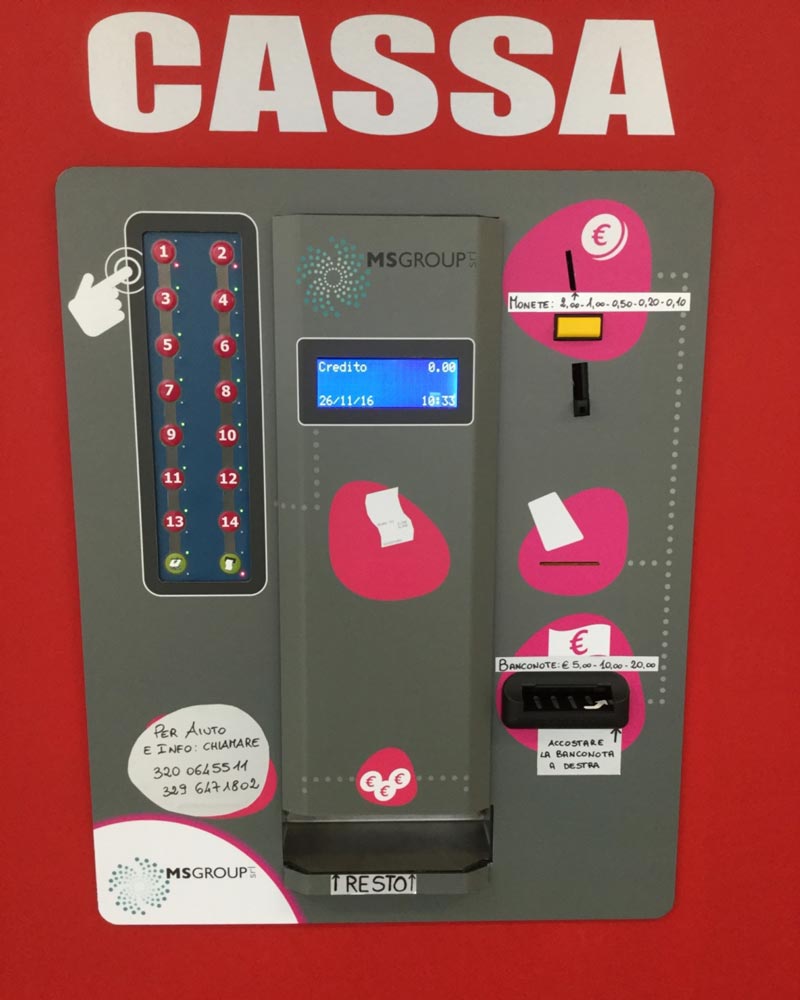 CASSA
MSGROUP srl
1 2
3 4
5 6
7 8
9 10
11 12
13 14
Credito 0.00
26/11/16 10:33
€
MONETE: 2,00-1,00-0,50-0,20-0,10
€
BANCONOTE: € 5,00-10,00-20,00
ACCOSTARE
LA BANCONOTA
A DESTRA
PER AIUTO
E INFO: CHIAMARE
320 0645511
329 6471802
€ € €
MSGROUP srl
↑RESTO↑